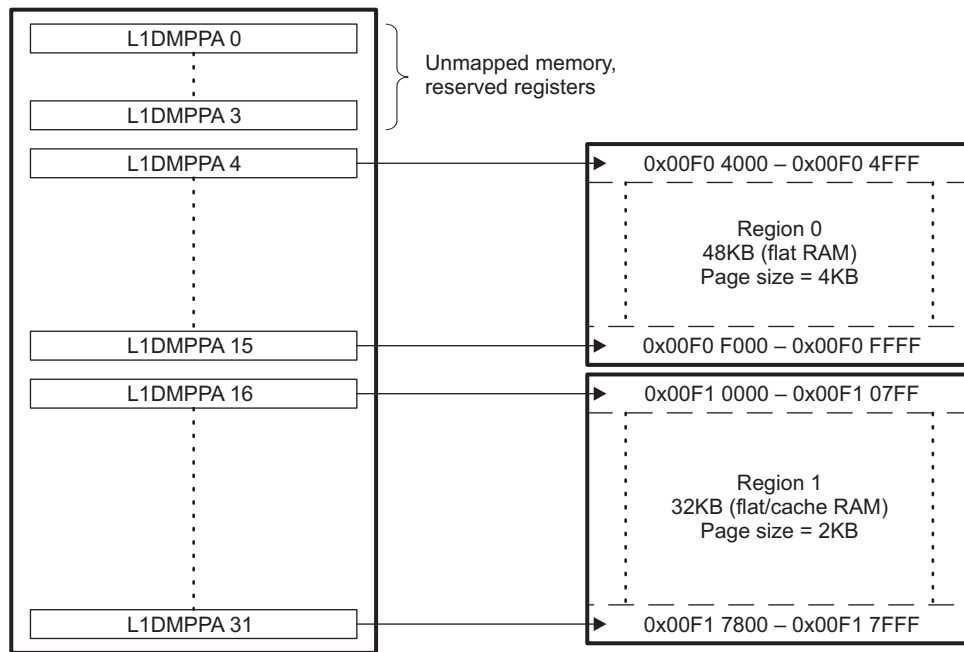 L1DMPPA 0
L1DMPPA 3
Unmapped memory,
reserved registers
L1DMPPA 4
0x00F0 4000 – 0x00F0 4FFF
Region 0
48KB (flat RAM)
Page size = 4KB
L1DMPPA 15
0x00F0 F000 – 0x00F0 FFFF
L1DMPPA 16
0x00F1 0000 – 0x00F1 07FF
Region 1
32KB (flat/cache RAM)
Page size = 2KB
L1DMPPA 31
0x00F1 7800 – 0x00F1 7FFF